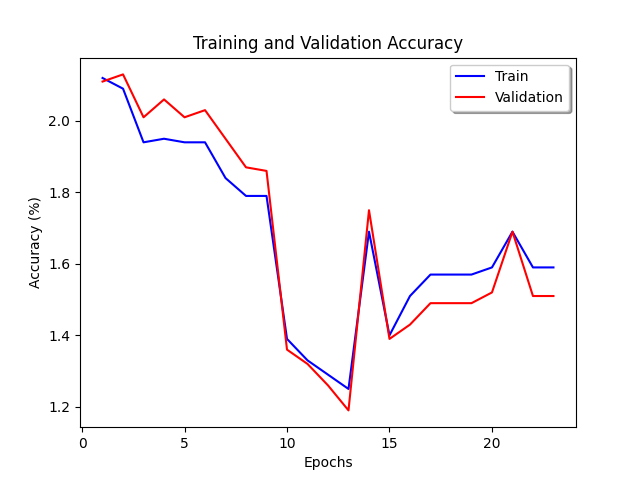 Training and Validation Accuracy
Train
Validation
2.0
1.8
1.6
1.4
1.2
Accuracy (%)
0
5
10
15
20
Epochs